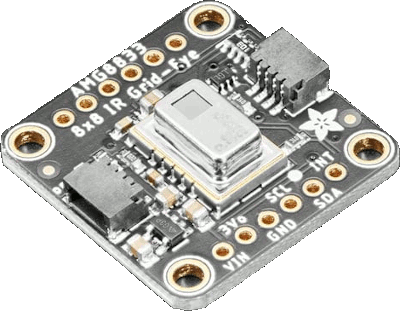 AMG8833
8x8 IR Grid-Eye
VIN
3Vo
GND
SCL
SDA
INT